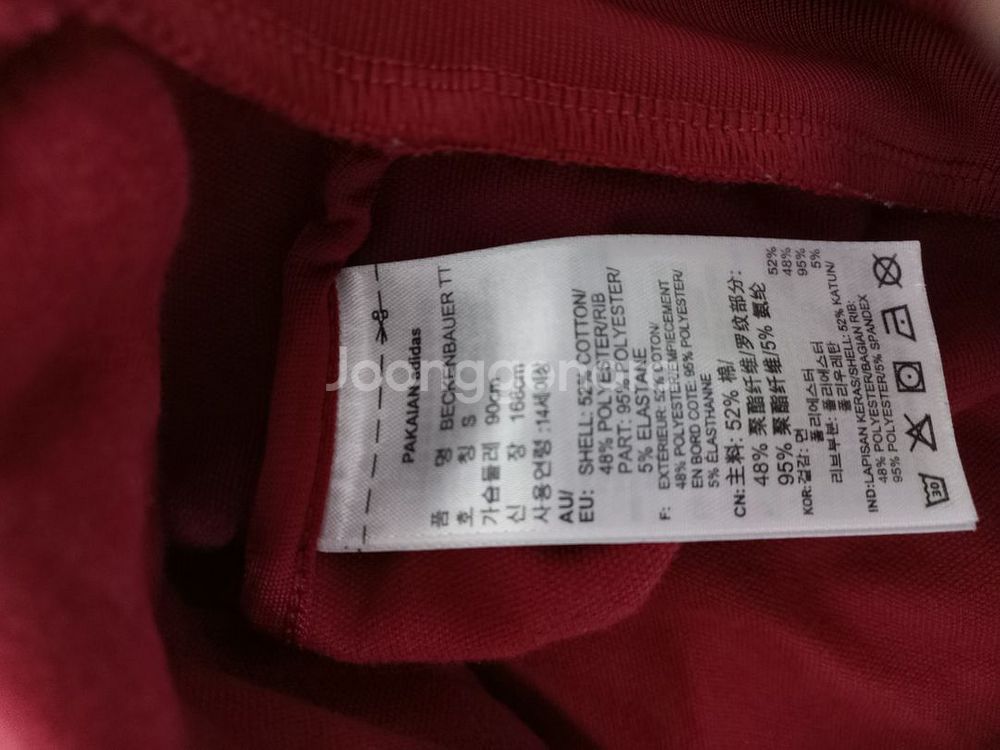 PAKAIAN adidas
품 명 BECKENBAUER TT
호 칭 S
가슴둘레 90cm
신 장 166cm
사용연령 :14세이상
AU/
EU: SHELL: 52% COTTON/
48% POLYESTER/RIB
PART: 95% POLYESTER/
5% ELASTANE
F: EXTERIEUR: 52% COTON/
48% POLYESTER/EMPIECEMENT
EN BORD COTE: 95% POLYESTER/
5% ELASTHANNE
CN: 主料: 52% 棉/
48% 聚酯纤维/罗纹部分:
95% 聚酯纤维/5% 氨纶
KOR: 겉감: 면 52%
폴리에스터 48%
리브부분: 폴리에스터 95%
폴리우레탄 5%
IND: LAPISAN KERAS/SHELL: 52% KATUN/
48% POLYESTER/BAGIAN RIB:
95% POLYESTER/5% SPANDEX
30